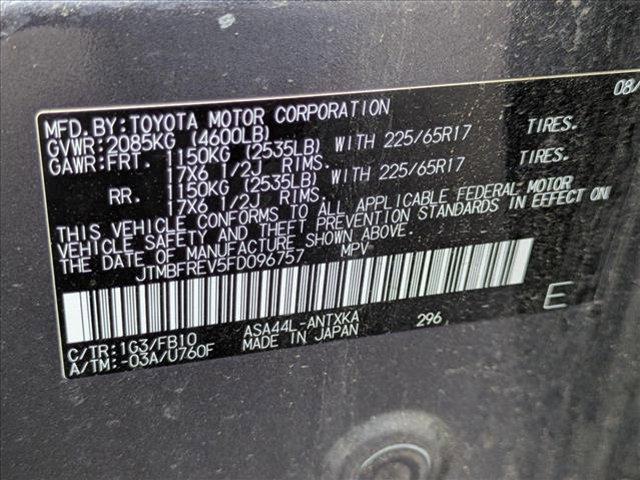 MFD.BY:TOYOTA MOTOR CORPORATION 08/
GVWR:2085KG (4600LB)
GAWR:FRT. 1150KG (2535LB) WITH 225/65R17 TIRES.
17X6 1/2J RIMS.
RR. 1150KG (2535LB) WITH 225/65R17 TIRES.
17X6 1/2J RIMS.
THIS VEHICLE CONFORMS TO ALL APPLICABLE FEDERAL MOTOR
VEHICLE SAFETY AND THEFT PREVENTION STANDARDS IN EFFECT ON
THE DATE OF MANUFACTURE SHOWN ABOVE.
JTMBFREV5FD096757 MPV
E
C/TR:1G3/FB10 ASA44L-ANTXKA 296
A/TM:-03A/U760F MADE IN JAPAN